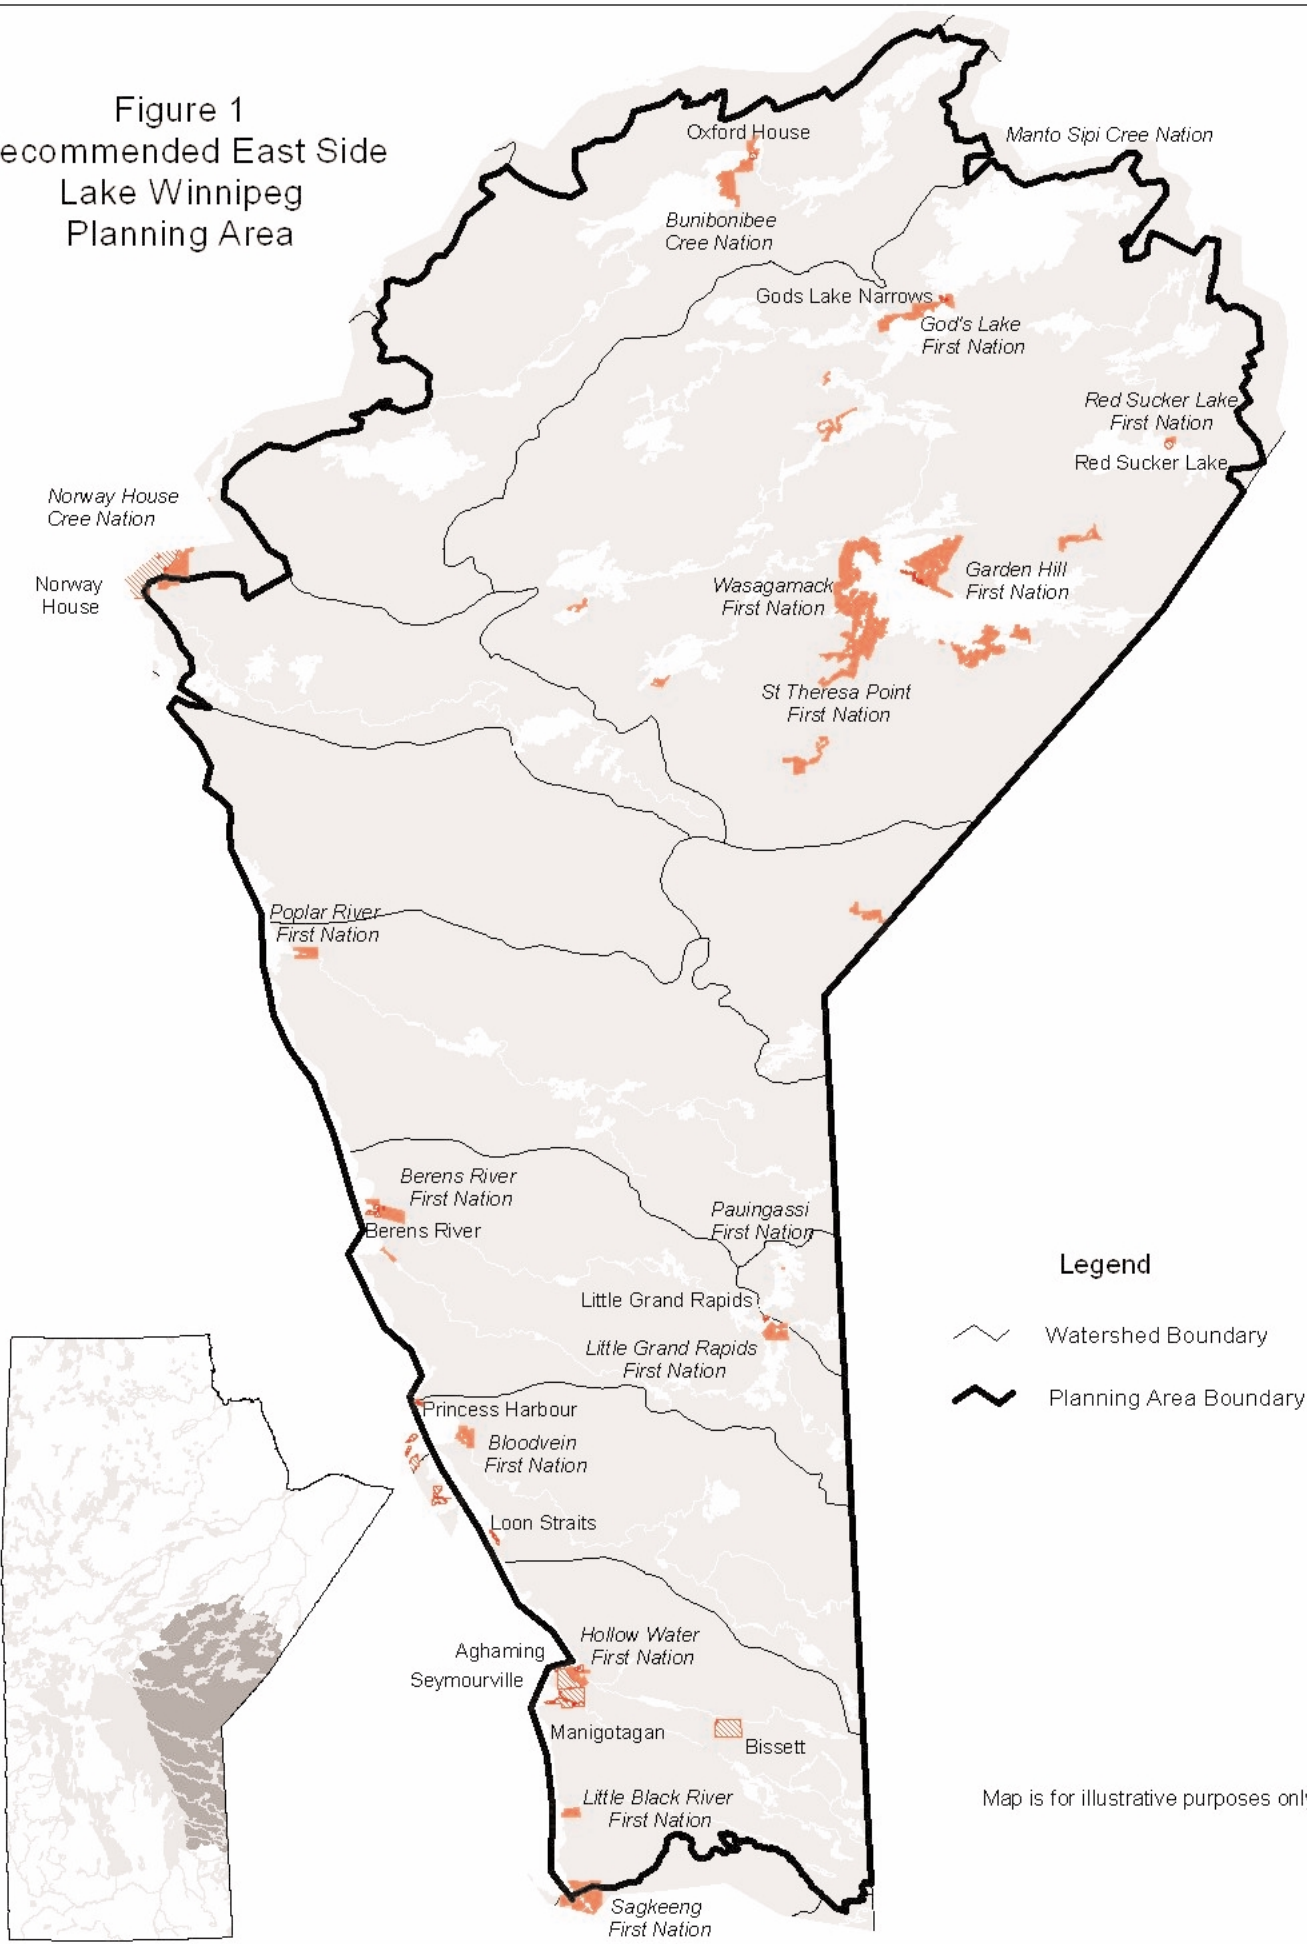 Figure 1
ecommended East Side
Lake Winnipeg
Planning Area
Oxford House
Manto Sipi Cree Nation
Bunibonibee
Cree Nation
Gods Lake Narrows
God's Lake
First Nation
Red Sucker Lake
First Nation
Red Sucker Lake
Norway House
Cree Nation
Norway
House
Wasagamack
First Nation
Garden Hill
First Nation
St Theresa Point
First Nation
Poplar River
First Nation
Berens River
First Nation
Berens River
Pauingassi
First Nation
Little Grand Rapids
Little Grand Rapids
First Nation
Legend
Watershed Boundary
Planning Area Boundary
Princess Harbour
Bloodvein
First Nation
Loon Straits
Hollow Water
First Nation
Aghaming
Seymourville
Manigotagan
Bissett
Little Black River
First Nation
Map is for illustrative purposes only
Sagkeeng
First Nation